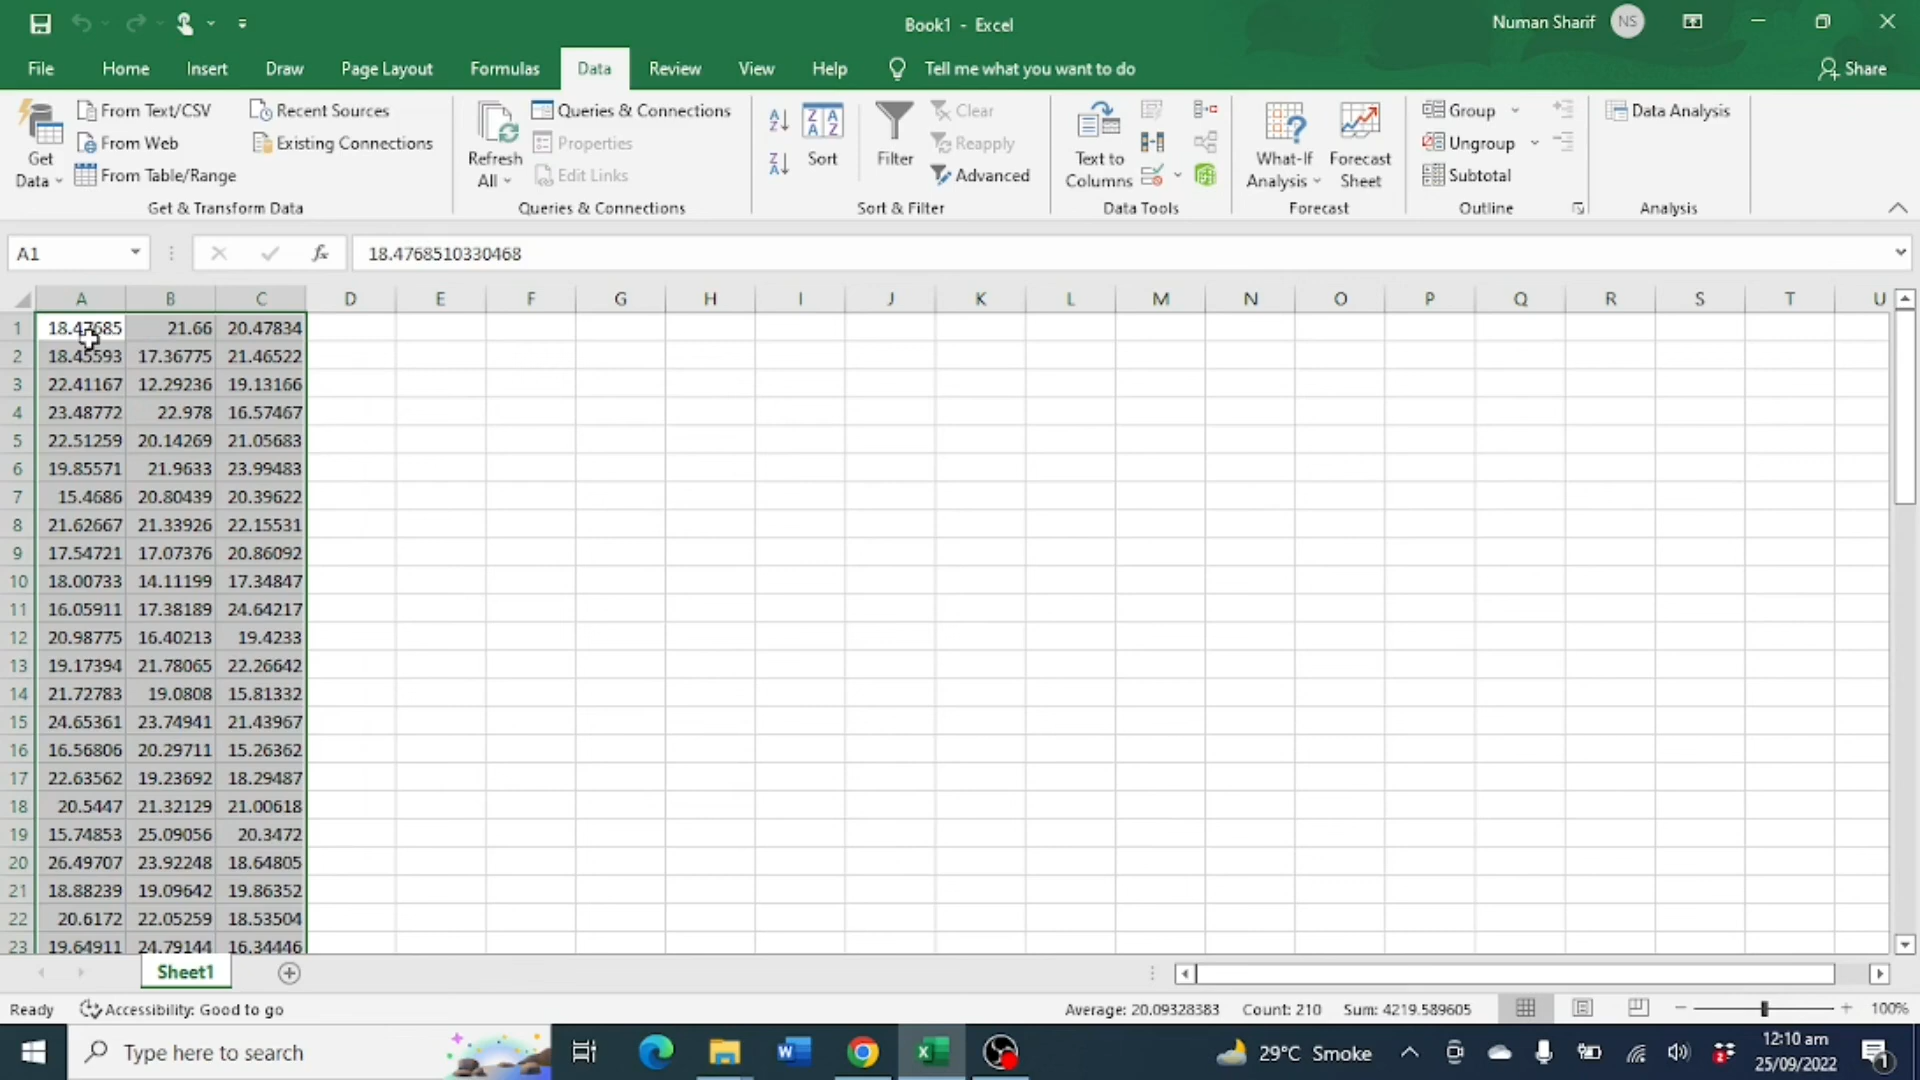 Book1 - Excel
Numan Sharif NS
File Home Insert Draw Page Layout Formulas Data Review View Help Tell me what you want to do Share
Get Data
From Text/CSV
From Web
From Table/Range
Recent Sources
Existing Connections
Get & Transform Data
Refresh All
Queries & Connections
Properties
Edit Links
Queries & Connections
Sort
Filter
Clear
Reapply
Advanced
Sort & Filter
Text to Columns
Data Tools
What-If Analysis
Forecast Sheet
Forecast
Group
Ungroup
Subtotal
Outline
Data Analysis
Analysis
A1 fx 18.4768510330468
A B C D E F G H I J K L M N O P Q R S T U
1 18.47685 21.66 20.47834
2 18.45593 17.36775 21.46522
3 22.41167 12.29236 19.13166
4 23.48772 22.978 16.57467
5 22.51259 20.14269 21.05683
6 19.85571 21.9633 23.99483
7 15.4686 20.80439 20.39622
8 21.62667 21.33926 22.15531
9 17.54721 17.07376 20.86092
10 18.00733 14.11199 17.34847
11 16.05911 17.38189 24.64217
12 20.98775 16.40213 19.4233
13 19.17394 21.78065 22.26642
14 21.72783 19.0808 15.81332
15 24.65361 23.74941 21.43967
16 16.56806 20.29711 15.26362
17 22.63562 19.23692 18.29487
18 20.5447 21.32129 21.00618
19 15.74853 25.09056 20.3472
20 26.49707 23.92248 18.64805
21 18.88239 19.09642 19.86352
22 20.6172 22.05259 18.53504
23 19.64911 24.79144 16.34446
Sheet1
Ready Accessibility: Good to go Average: 20.09328383 Count: 210 Sum: 4219.589605 100%
Type here to search 29°C Smoke 12:10 am
25/09/2022 1